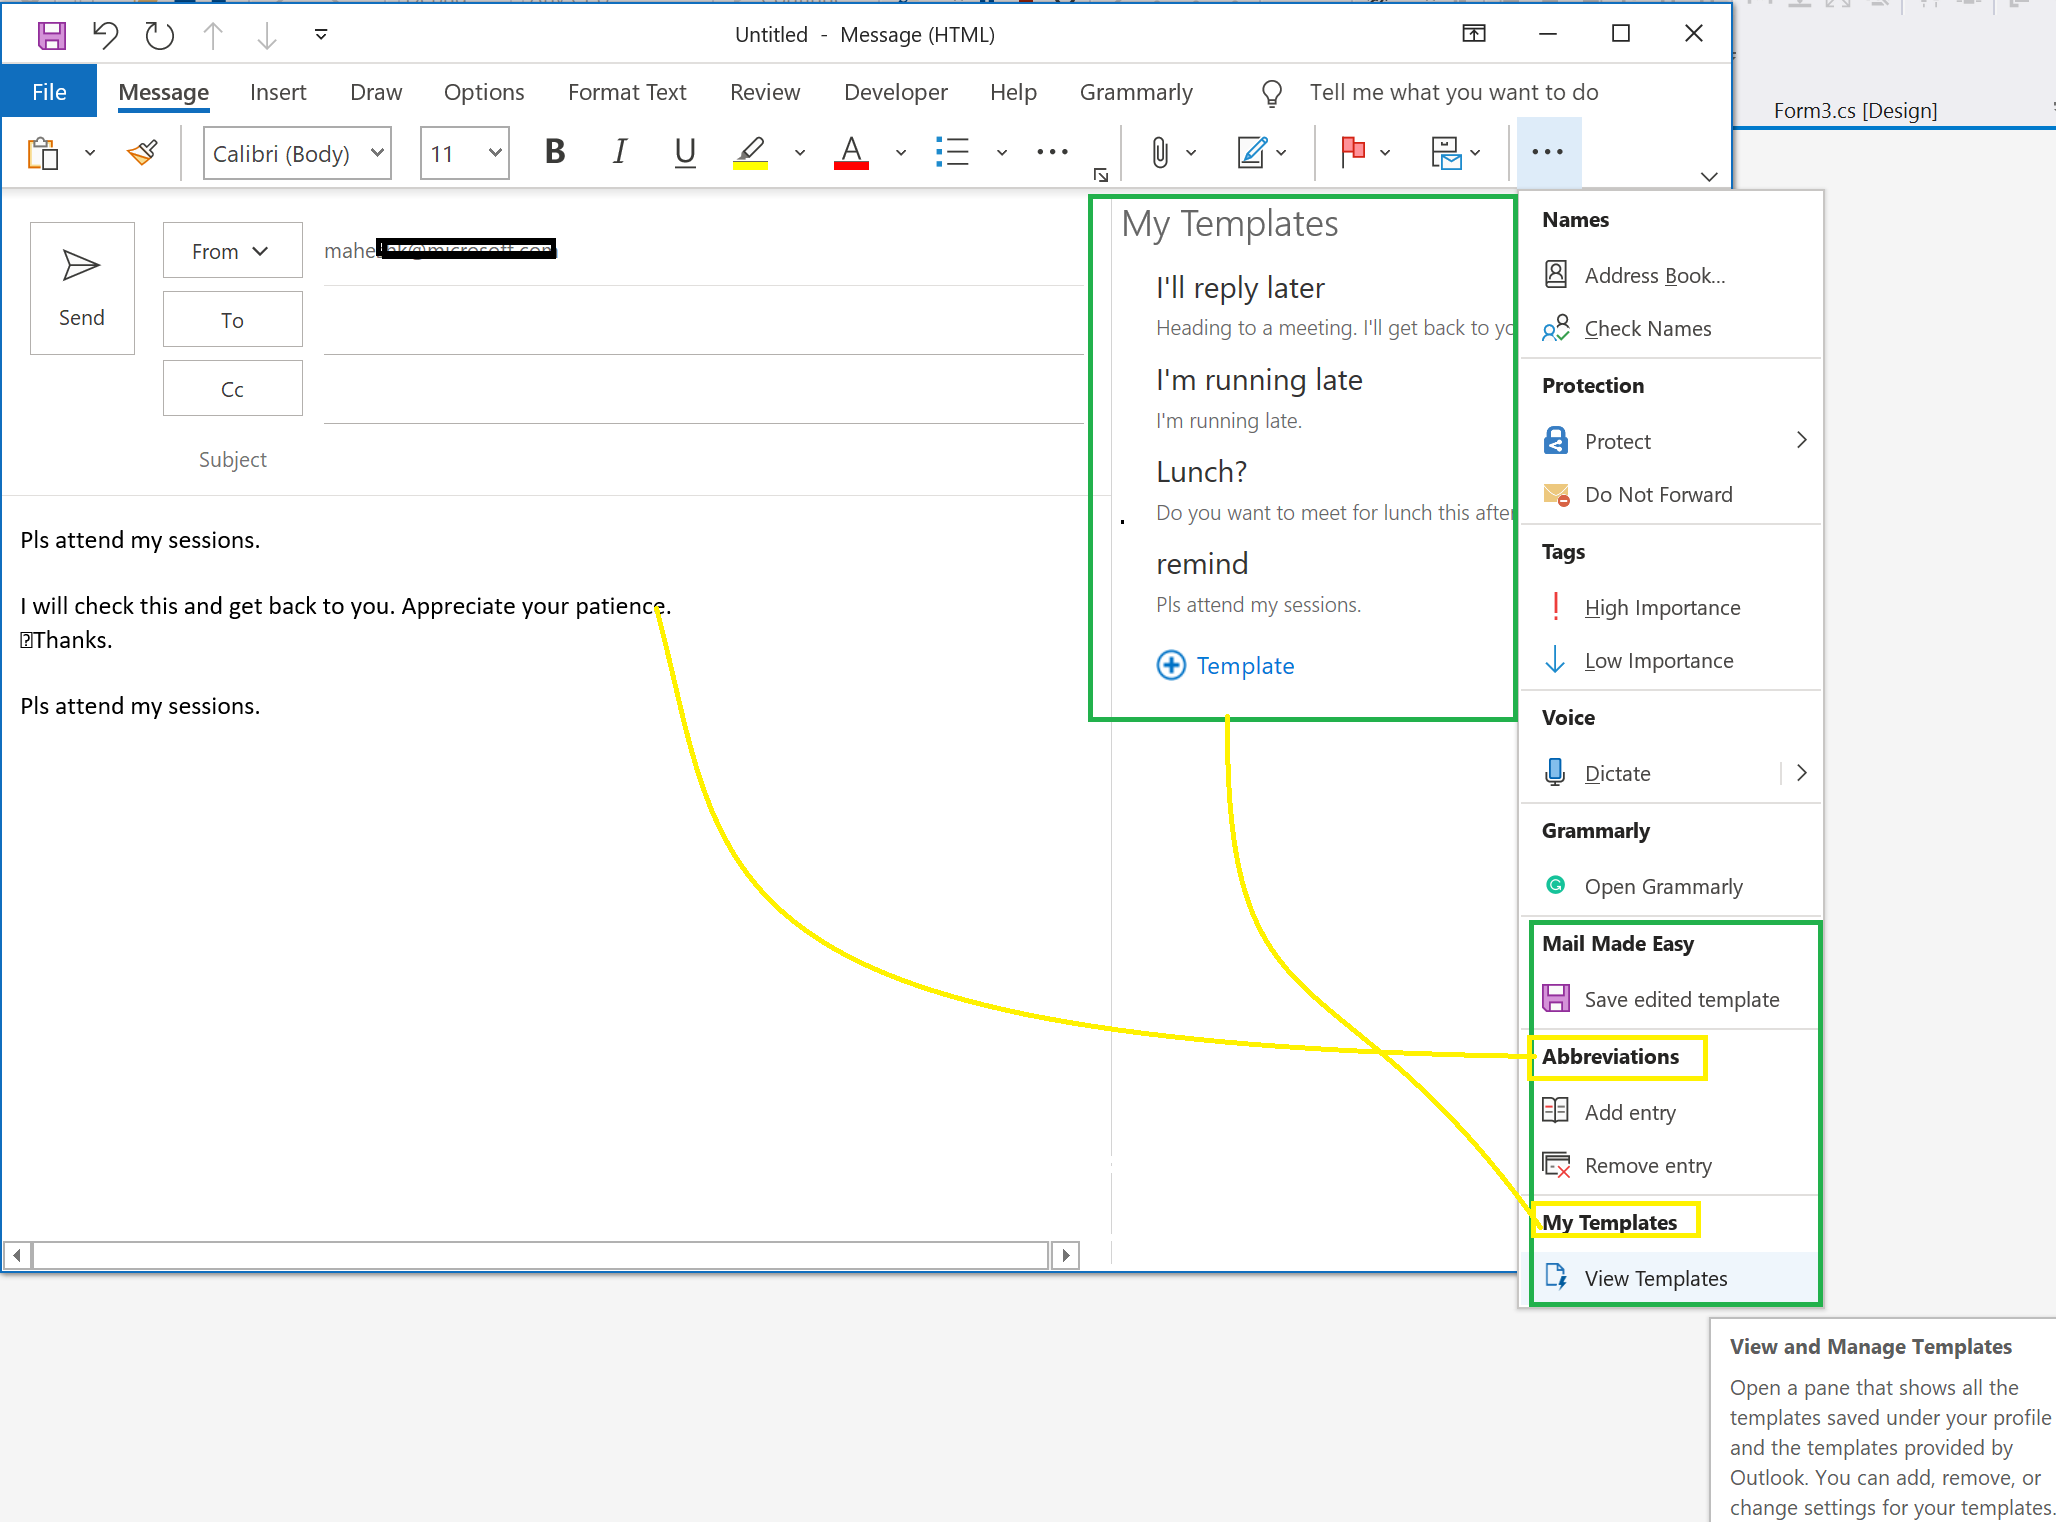 Untitled - Message (HTML)
File Message Insert Draw Options Format Text Review Developer Help Grammarly Tell me what you want to do
Form3.cs [Design]
Calibri (Body) 11 B I U A
Send
From
mahe
To
Cc
Subject
Pls attend my sessions.
I will check this and get back to you. Appreciate your patience.
Thanks.
Pls attend my sessions.
My Templates
I'll reply later
Heading to a meeting. I'll get back to yo
I'm running late
I'm running late.
Lunch?
Do you want to meet for lunch this after
remind
Pls attend my sessions.
Template
Names
Address Book...
Check Names
Protection
Protect
Do Not Forward
Tags
High Importance
Low Importance
Voice
Dictate
Grammarly
Open Grammarly
Mail Made Easy
Save edited template
Abbreviations
Add entry
Remove entry
My Templates
View Templates
View and Manage Templates
Open a pane that shows all the
templates saved under your profile
and the templates provided by
Outlook. You can add, remove, or
change settings for your templates.